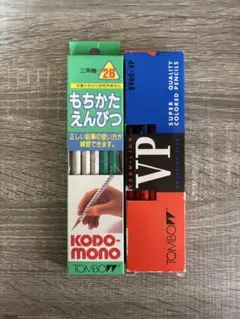 三角軸
2B
もちかた
えんぴつ
正しい鉛筆の使い方が
練習できます。
KODO-
MONO
TOMBOW
8900-VP
SUPER QUALITY
COLORED PENCILS
VERMILION
VP
TOMBOW